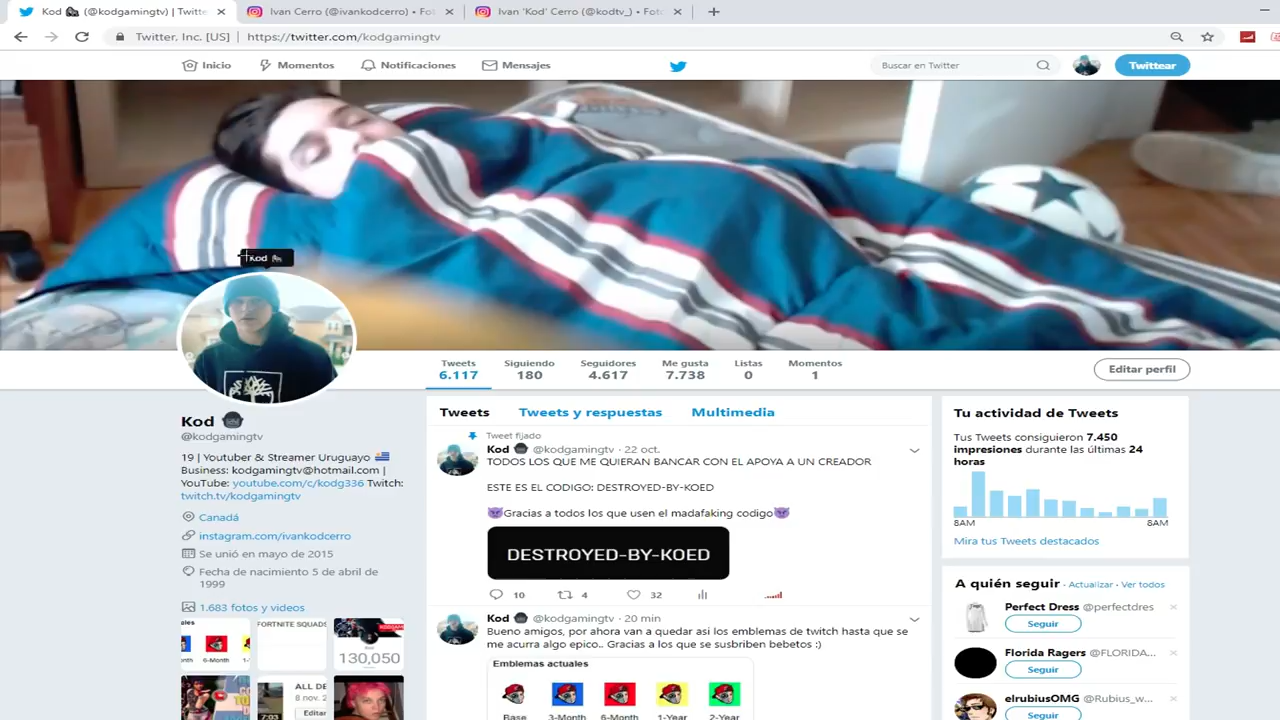 Kod (@kodgamingtv) | Twitte
Ivan Cerro (@ivankodcerro) • Fo
Ivan 'Kod' Cerro (@kodtv_) • Foto
Twitter, Inc. [US] | https://twitter.com/kodgamingtv
Inicio Momentos Notificaciones Mensajes
Buscar en Twitter
Twittear
Kod
Tweets Siguiendo Seguidores Me gusta Listas Momentos
6.117 180 4.617 7.738 0 1
Editar perfil
Kod
@kodgamingtv
19 | Youtuber & Streamer Uruguayo
Business: kodgamingtv@hotmail.com |
YouTube: youtube.com/c/kodg336 Twitch:
twitch.tv/kodgamingtv
Canadá
instagram.com/ivankodcerro
Se unió en mayo de 2015
Fecha de nacimiento 5 de abril de
1999
1.683 fotos y videos
6-Month
FORTNITE SQUADS
130,050
ALL DE
8 nov. 2
7:03
Editar
Tweets Tweets y respuestas Multimedia
Tweet fijado
Kod @kodgamingtv · 22 oct.
TODOS LOS QUE ME QUIERAN BANCAR CON EL APOYA A UN CREADOR
ESTE ES EL CODIGO: DESTROYED-BY-KOED
Gracias a todos los que usen el madafaking codigo
DESTROYED-BY-KOED
10 4 32
Kod @kodgamingtv · 20 min
Bueno amigos, por ahora van a quedar asi los emblemas de twitch hasta que se
me acurra algo epico.. Gracias a los que se susbriben bebetos :)
Emblemas actuales
Base 3-Month 6-Month 1-Year 2-Year
Tu actividad de Tweets
Tus Tweets consiguieron 7.450
impresiones durante las últimas 24
horas
8AM 8AM
Mira tus Tweets destacados
A quién seguir · Actualizar · Ver todos
Perfect Dress @perfectdres
Seguir
Florida Ragers @FLORIDA...
Seguir
elrubiusOMG @Rubius_w...
Seguir